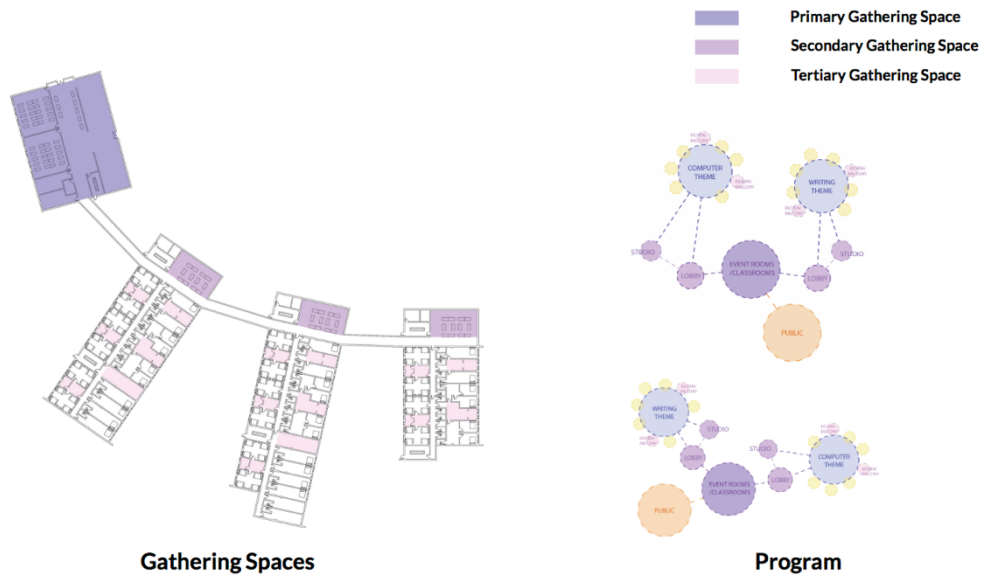 Primary Gathering Space
Secondary Gathering Space
Tertiary Gathering Space
COMPUTER
THEME
WRITING
THEME
STUDIO
LOBBY
EVENT ROOMS
/CLASSROOMS
LOBBY
STUDIO
PUBLIC
WRITING
THEME
STUDIO
LOBBY
STUDIO
COMPUTER
THEME
LOBBY
EVENT ROOMS
/CLASSROOMS
PUBLIC
Gathering Spaces
Program